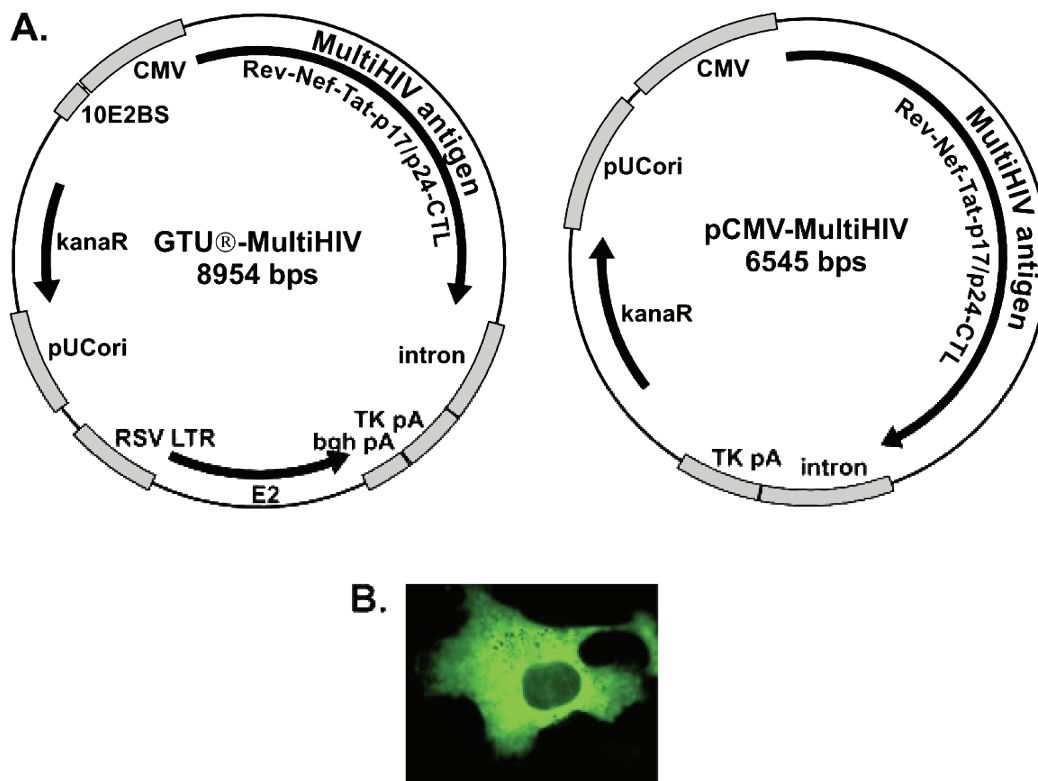 A.
CMV
10E2BS
MultiHIV antigen
Rev-Nef-Tat-p17/p24-CTL
kanaR
GTU®-MultiHIV
8954 bps
pUCori
intron
TK pA
bgh pA
RSV LTR
E2
CMV
pUCori
MultiHIV antigen
Rev-Nef-Tat-p17/p24-CTL
pCMV-MultiHIV
6545 bps
kanaR
TK pA
intron
B.